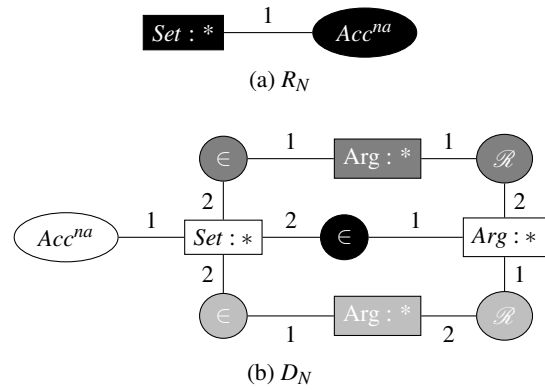 1
Set : * Acc^na
(a) R_N
1 1
∈ Arg : * ℛ
2 2
1 2 1
Acc^na Set : * ∈ Arg : *
2 1
∈ Arg : * ℛ
1 2
(b) D_N